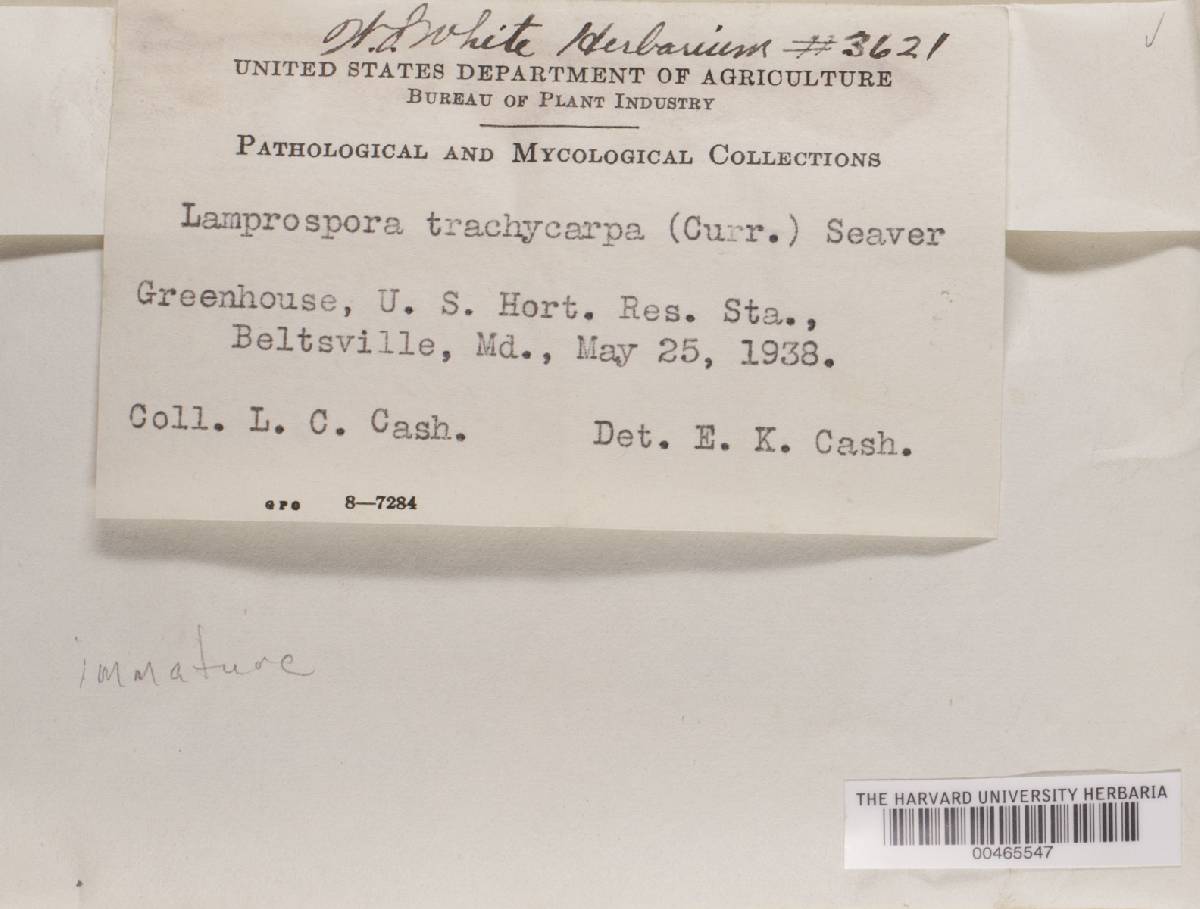 W. L. White Herbarium #3621
UNITED STATES DEPARTMENT OF AGRICULTURE
BUREAU OF PLANT INDUSTRY
PATHOLOGICAL AND MYCOLOGICAL COLLECTIONS
Lamprospora trachycarpa (Curr.) Seaver
Greenhouse, U. S. Hort. Res. Sta.,
Beltsville, Md., May 25, 1938.
Coll. L. C. Cash. Det. E. K. Cash.
GPO 8—7284
immature
THE HARVARD UNIVERSITY HERBARIA
00465547